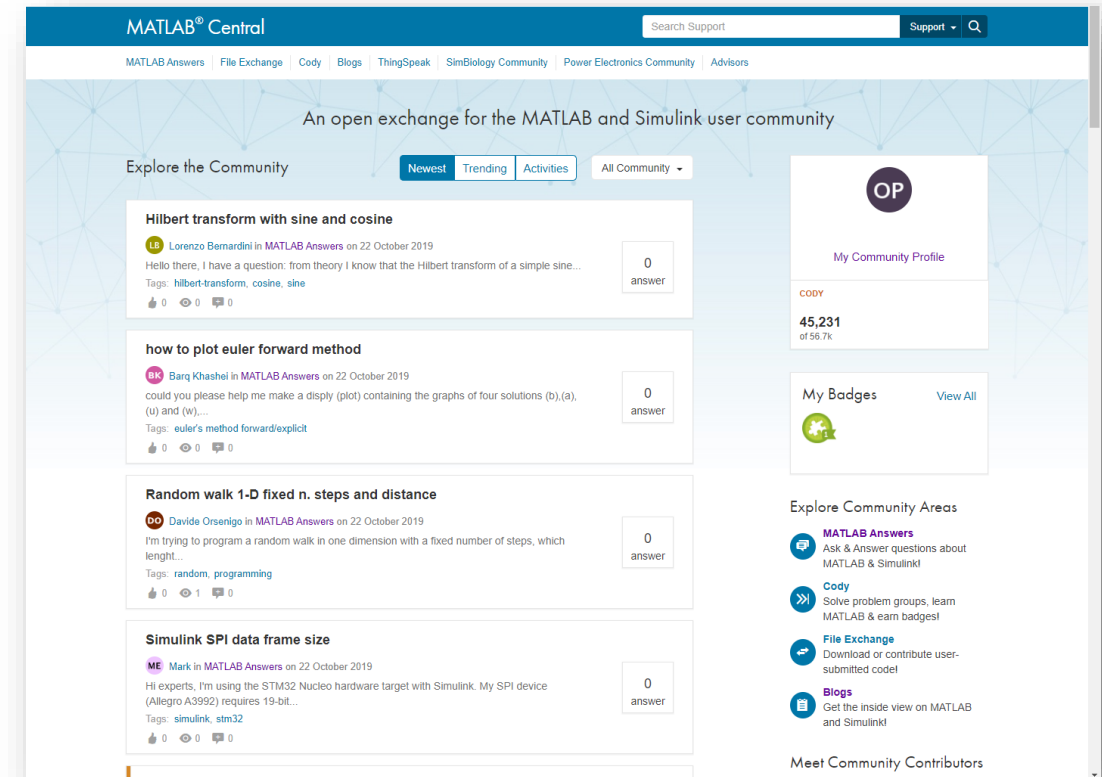 MATLAB® Central
Search Support
Support
MATLAB Answers File Exchange Cody Blogs ThingSpeak SimBiology Community Power Electronics Community Advisors
An open exchange for the MATLAB and Simulink user community
Explore the Community
Newest Trending Activities
All Community
Hilbert transform with sine and cosine
LB Lorenzo Bernardini in MATLAB Answers on 22 October 2019
Hello there, I have a question: from theory I know that the Hilbert transform of a simple sine...
Tags: hilbert-transform, cosine, sine
0 0 0
0
answer
how to plot euler forward method
BK Barq Khashei in MATLAB Answers on 22 October 2019
could you please help me make a disply (plot) containing the graphs of four solutions (b),(a),
(u) and (w),...
Tags: euler's method forward/explicit
0 0 0
0
answer
Random walk 1-D fixed n. steps and distance
DO Davide Orsenigo in MATLAB Answers on 22 October 2019
I'm trying to program a random walk in one dimension with a fixed number of steps, which
lenght...
Tags: random, programming
0 1 0
0
answer
Simulink SPI data frame size
ME Mark in MATLAB Answers on 22 October 2019
Hi experts, I'm using the STM32 Nucleo hardware target with Simulink. My SPI device
(Allegro A3992) requires 19-bit...
Tags: simulink, stm32
0 0 0
0
answer
OP
My Community Profile
CODY
45,231
of 56.7k
My Badges
View All
Explore Community Areas
MATLAB Answers
Ask & Answer questions about
MATLAB & Simulink!
Cody
Solve problem groups, learn
MATLAB & earn badges!
File Exchange
Download or contribute user-
submitted code!
Blogs
Get the inside view on MATLAB
and Simulink!
Meet Community Contributors